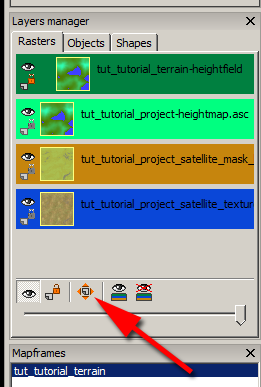 Layers manager
Rasters Objects Shapes
tut_tutorial_terrain-heightfield
tut_tutorial_project-heightmap.asc
tut_tutorial_project_satellite_mask_
tut_tutorial_project_satellite_textur
Mapframes
tut_tutorial_terrain